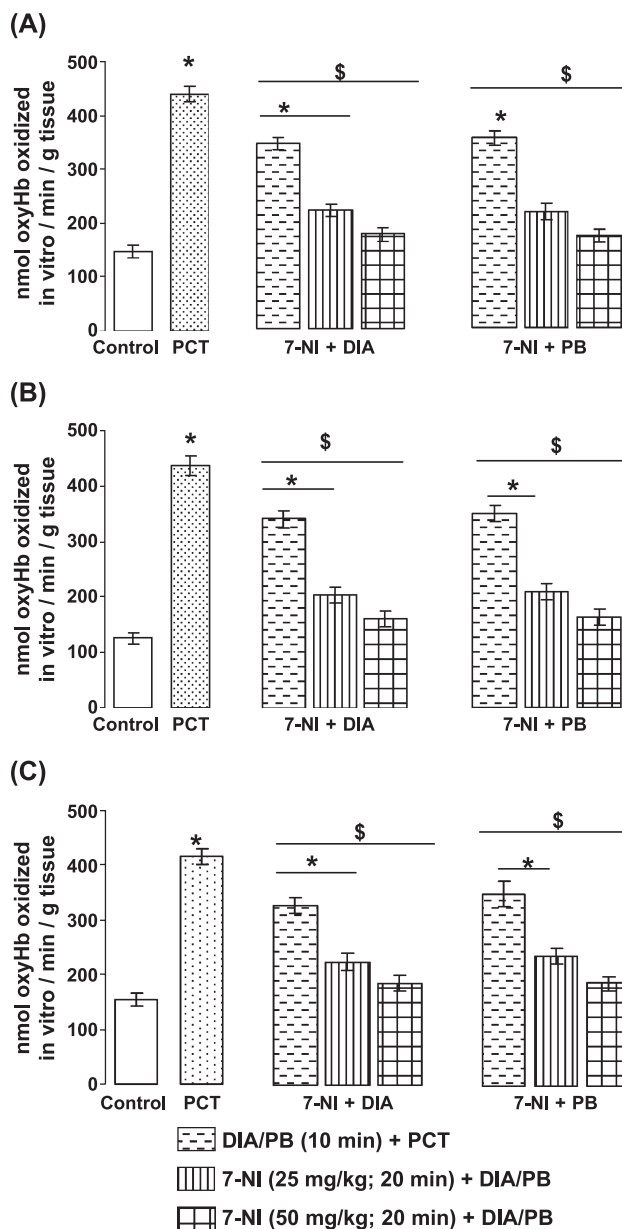 (A)
nmol oxyHb oxidized
in vitro / min / g tissue
500
400
300
200
100
0
*
$
*
$
*
Control PCT 7-NI + DIA 7-NI + PB
(B)
nmol oxyHb oxidized
in vitro / min / g tissue
500
400
300
200
100
0
*
$
*
$
*
Control PCT 7-NI + DIA 7-NI + PB
(C)
nmol oxyHb oxidized
in vitro / min / g tissue
500
400
300
200
100
0
*
$
*
$
*
Control PCT 7-NI + DIA 7-NI + PB
DIA/PB (10 min) + PCT
7-NI (25 mg/kg; 20 min) + DIA/PB
7-NI (50 mg/kg; 20 min) + DIA/PB